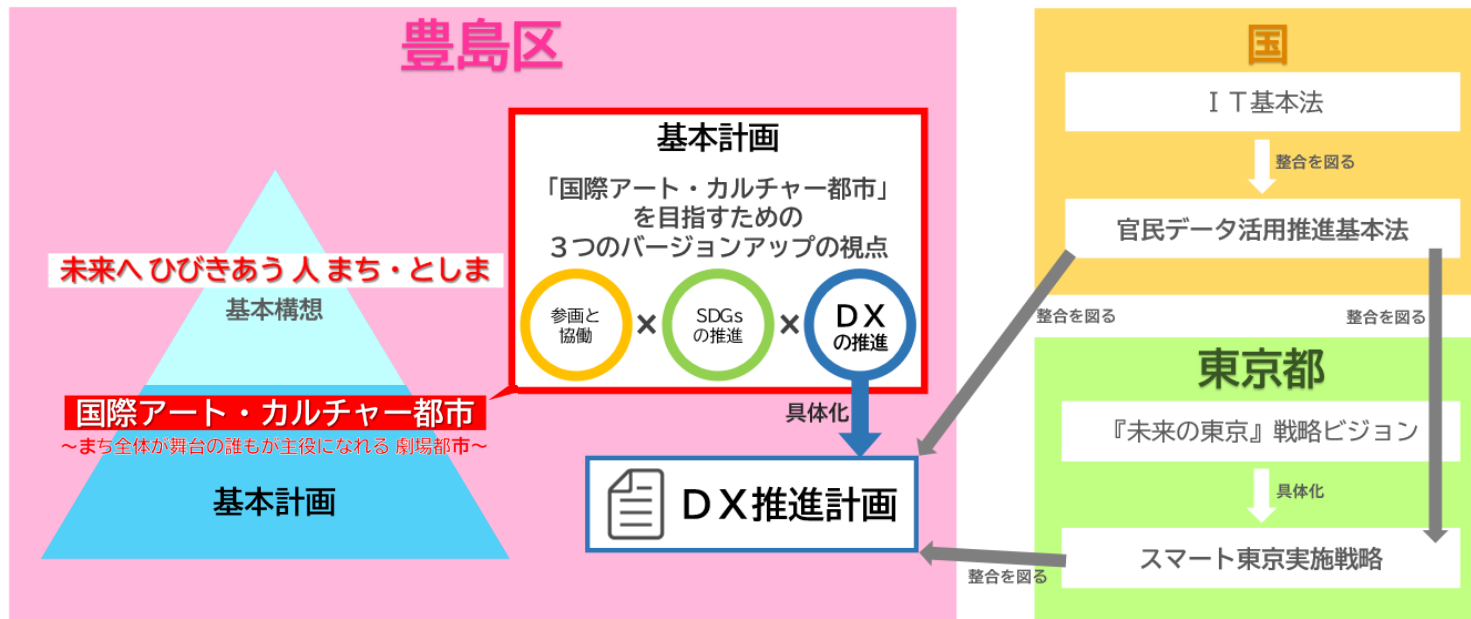 豊島区
未来へ ひびきあう 人 まち・としま
基本構想
国際アート・カルチャー都市
～まち全体が舞台の誰もが主役になれる 劇場都市～
基本計画
基本計画
「国際アート・カルチャー都市」
を目指すための
３つのバージョンアップの視点
参画と
協働
×
SDGs
の推進
×
ＤＸ
の推進
具体化
ＤＸ推進計画
国
ＩＴ基本法
整合を図る
官民データ活用推進基本法
整合を図る
整合を図る
東京都
『未来の東京』戦略ビジョン
具体化
スマート東京実施戦略
整合を図る